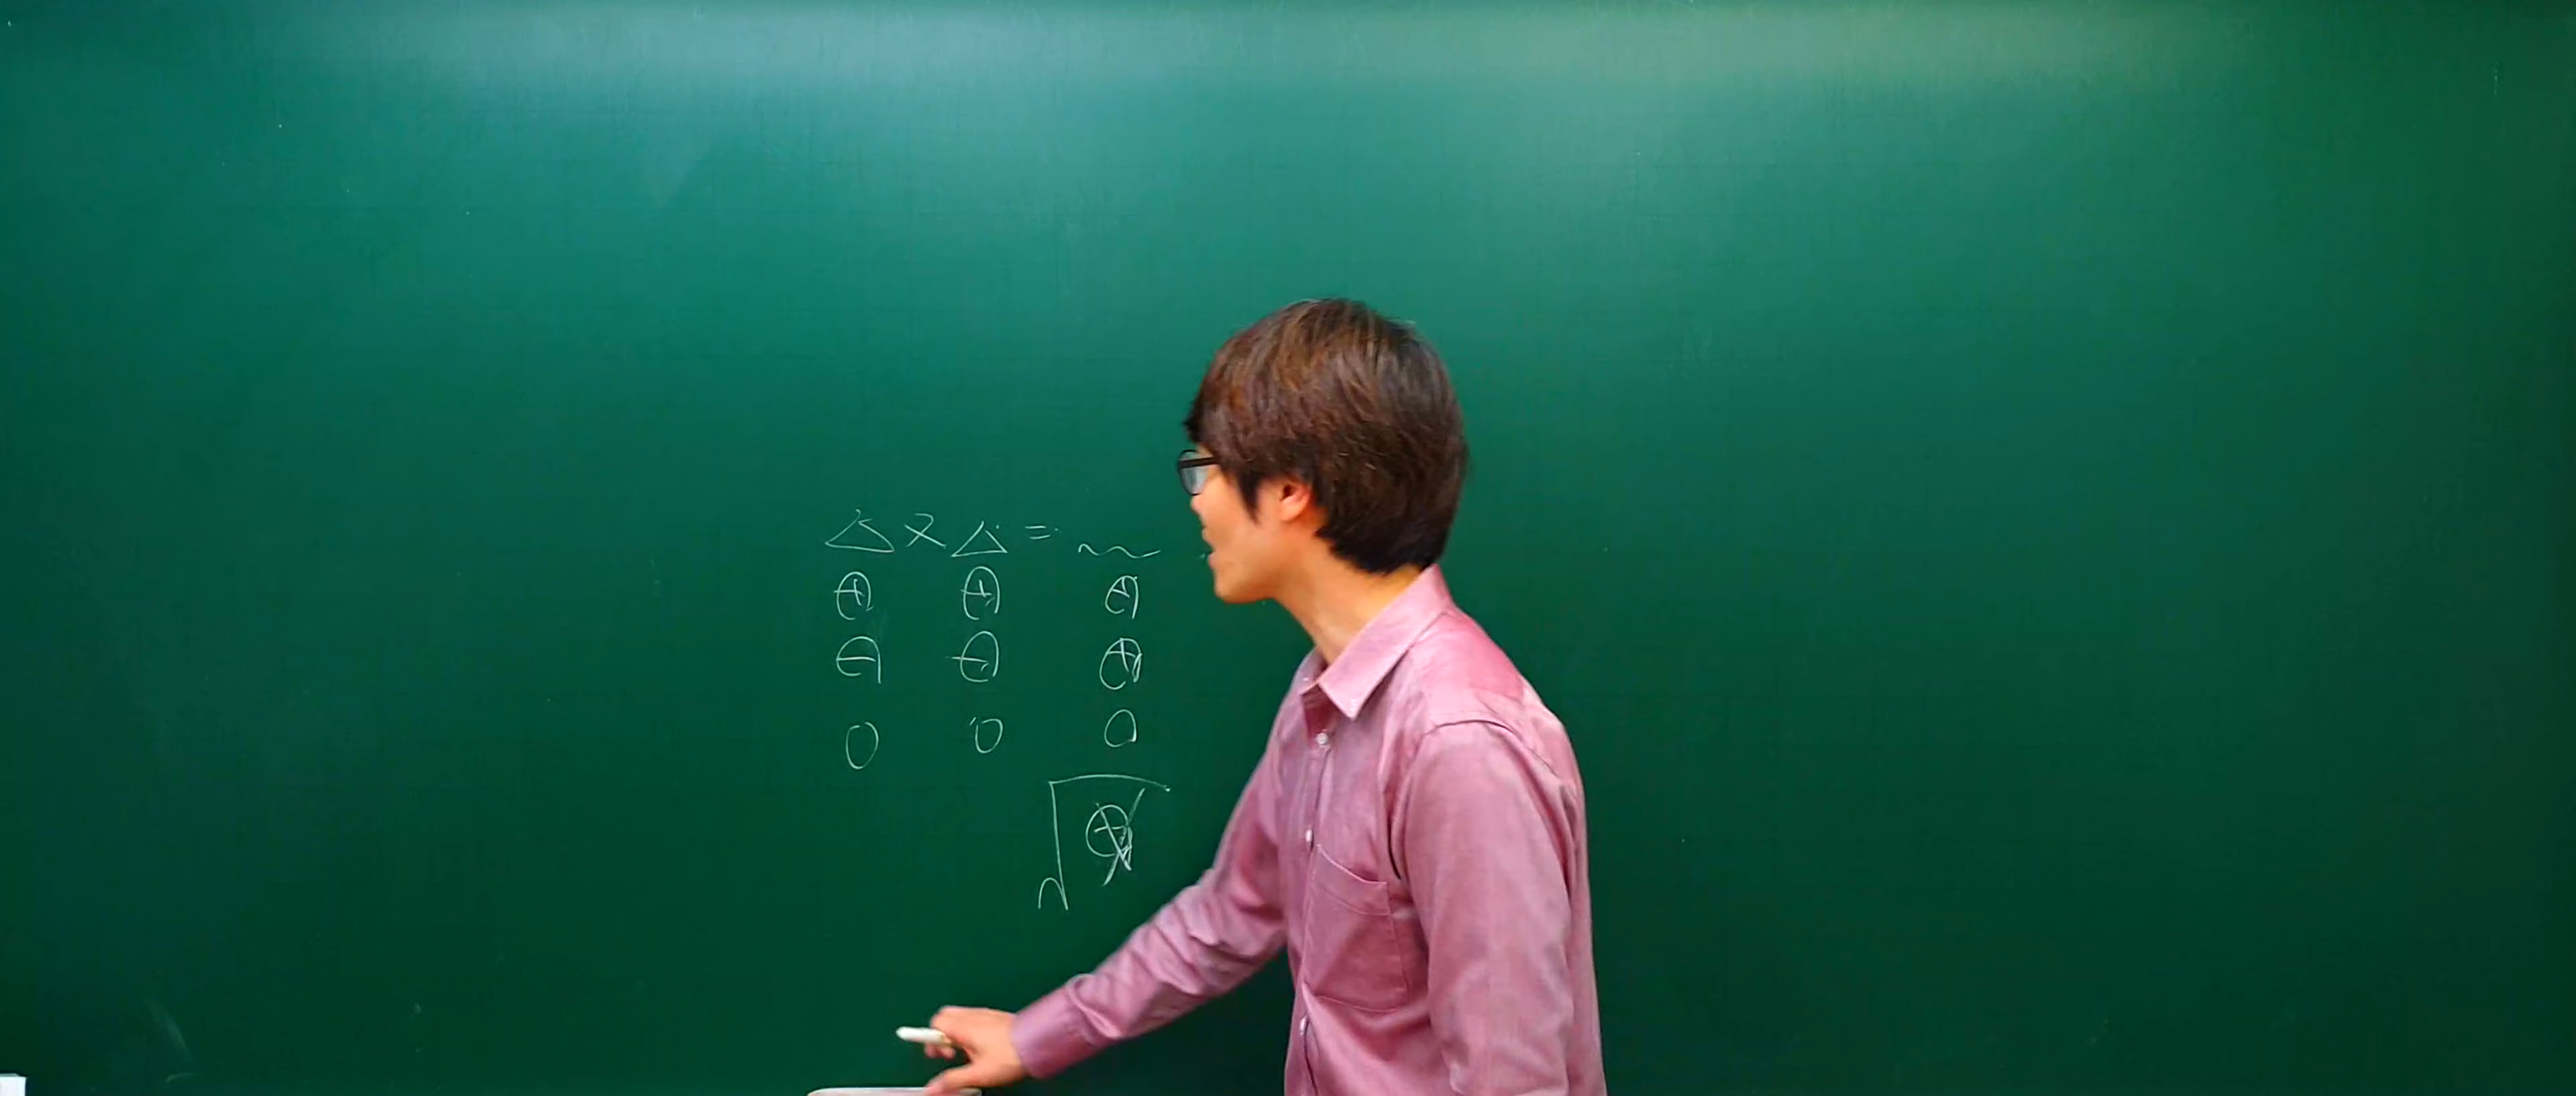 △ × △ = ~~
⊕ ⊕ ⊕
⊖ ⊖ ⊕
0 0 0
√⊕